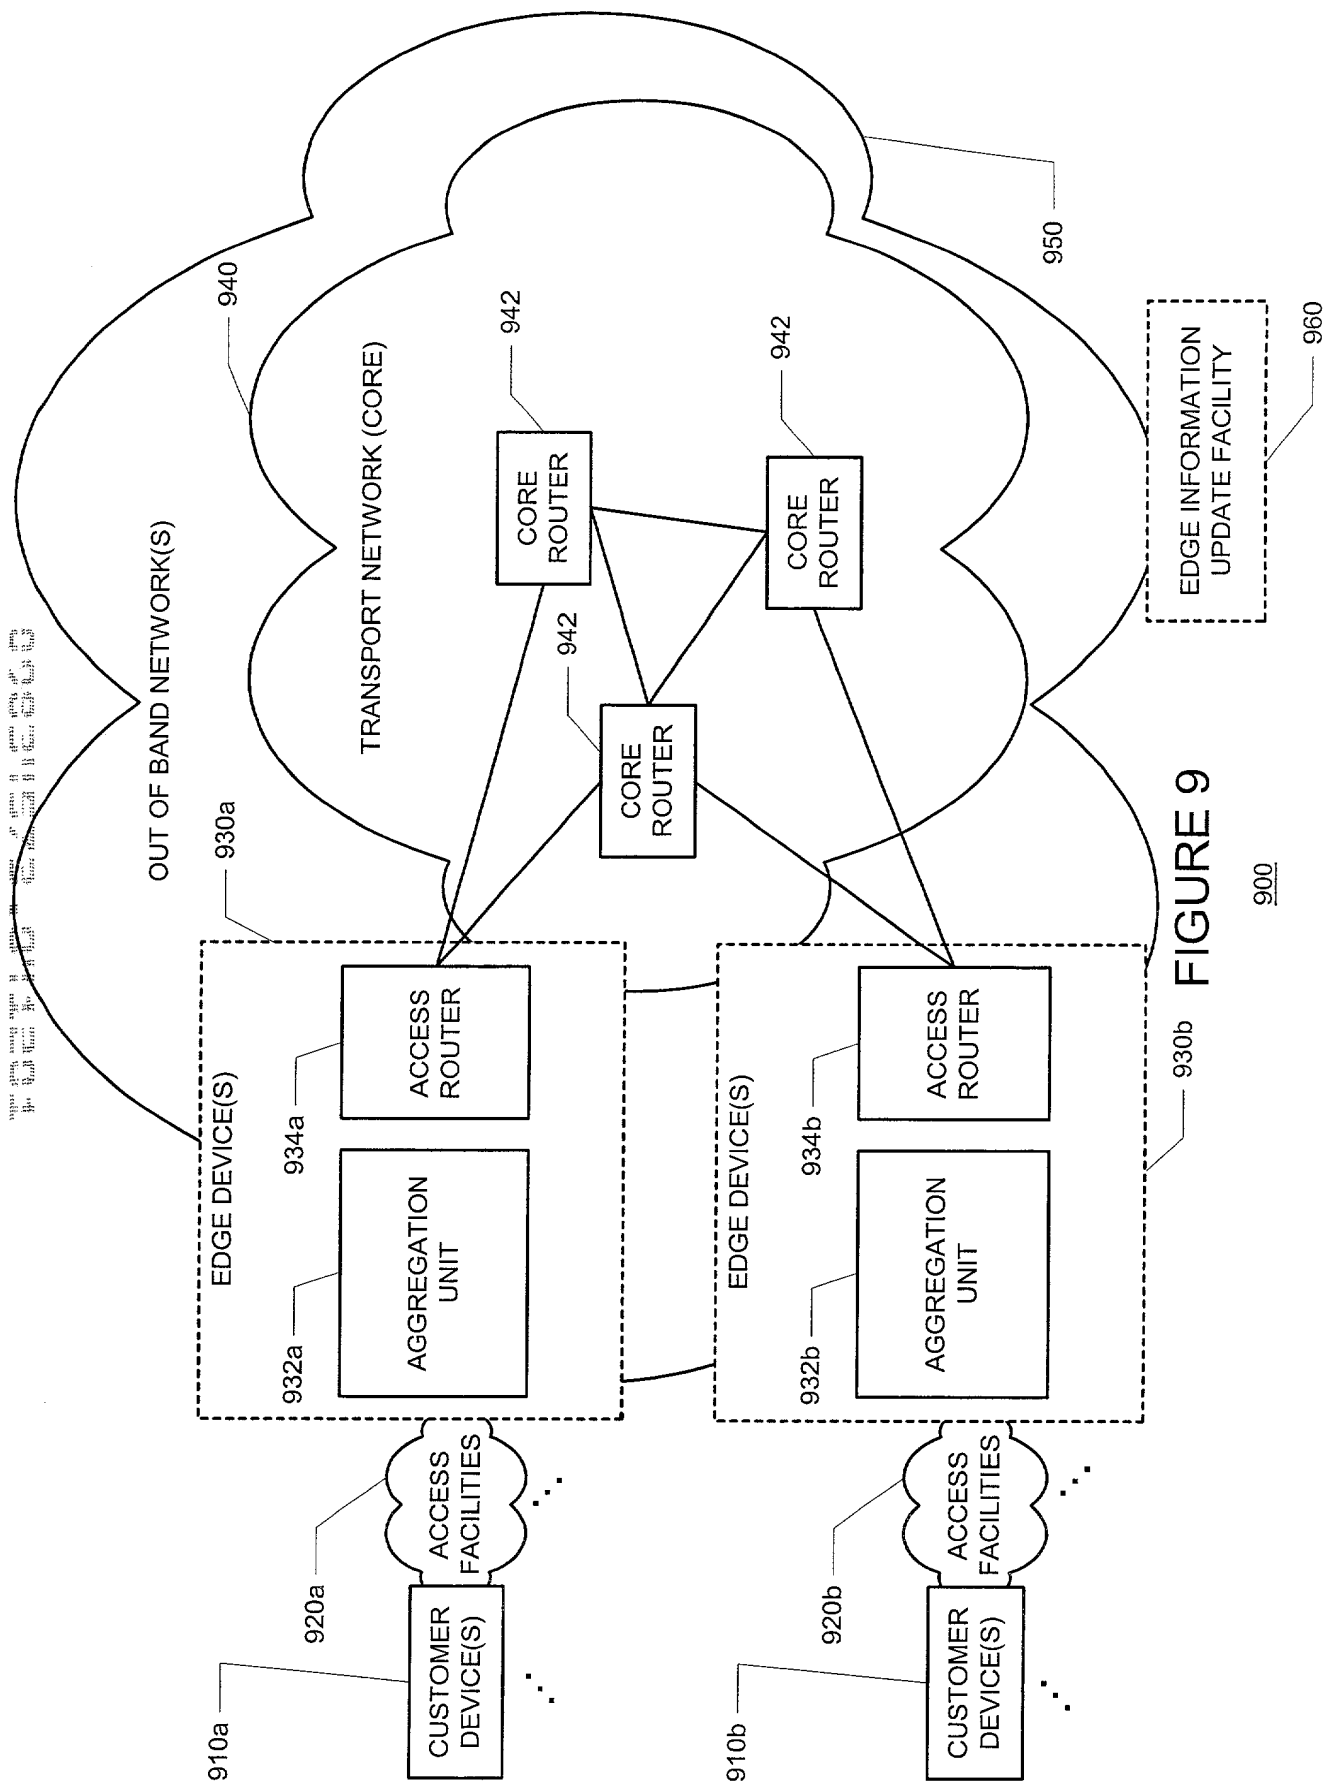 OUT OF BAND NETWORK(S)
940
TRANSPORT NETWORK (CORE)
942
CORE
ROUTER
942
CORE
ROUTER
942
CORE
ROUTER
950
EDGE INFORMATION
UPDATE FACILITY
960
930a
EDGE DEVICE(S)
934a
ACCESS
ROUTER
932a
AGGREGATION
UNIT
920a
ACCESS
FACILITIES
910a
CUSTOMER
DEVICE(S)
EDGE DEVICE(S)
934b
ACCESS
ROUTER
932b
AGGREGATION
UNIT
930b
920b
ACCESS
FACILITIES
910b
CUSTOMER
DEVICE(S)
FIGURE 9
900